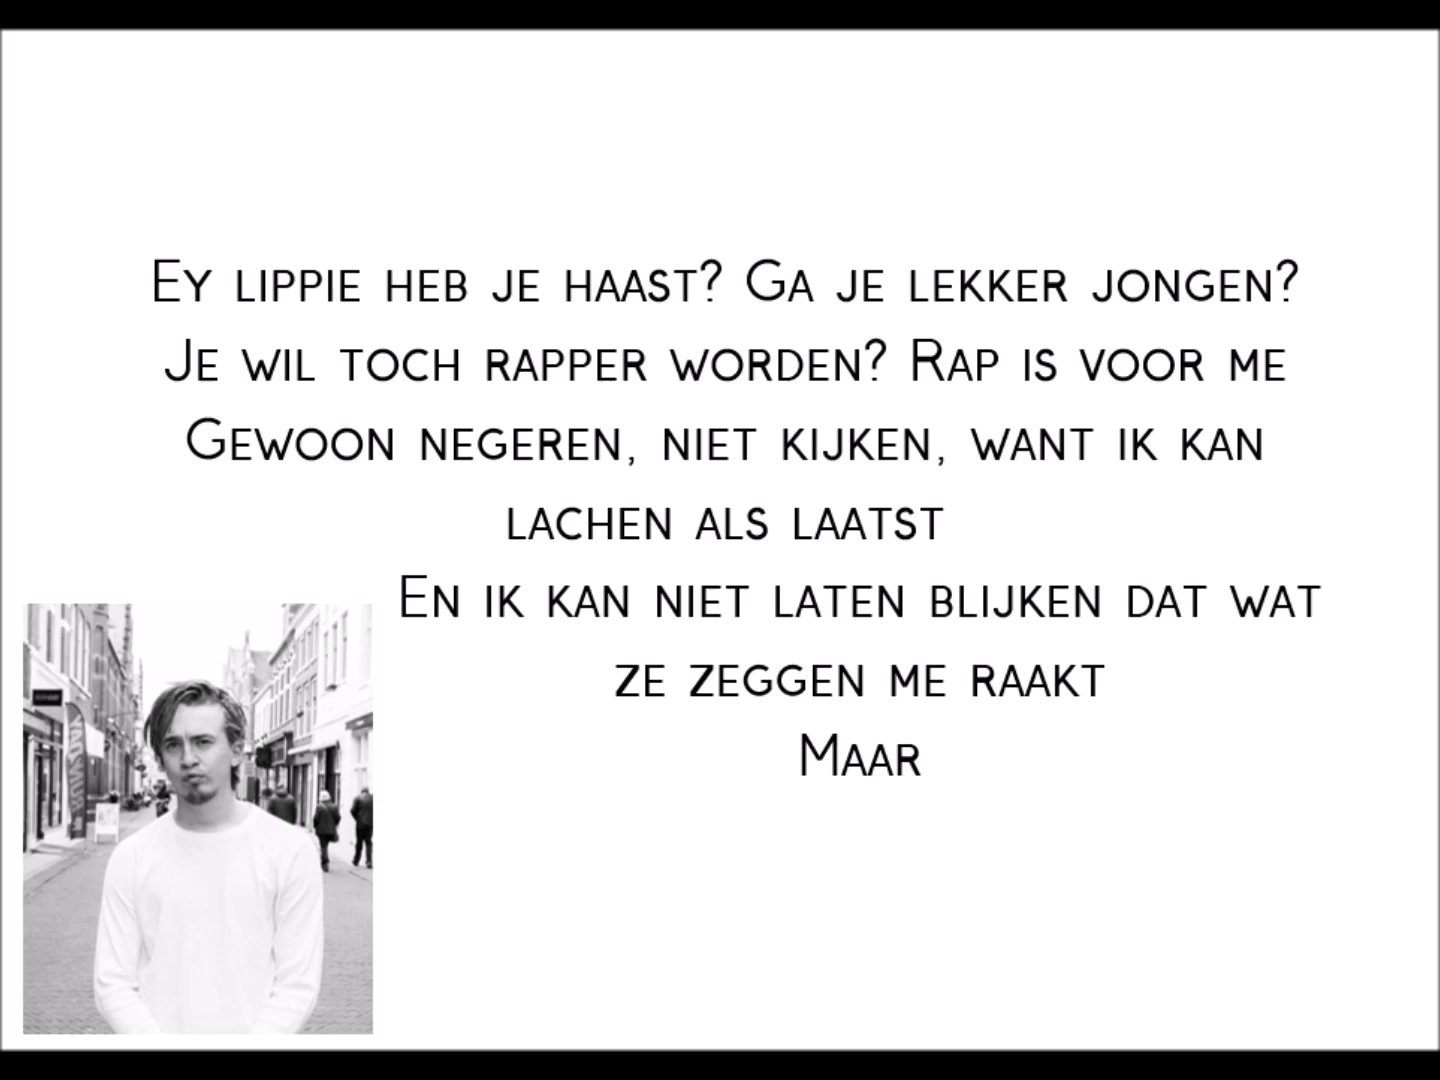 Ey lippie heb je haast? Ga je lekker jongen?
Je wil toch rapper worden? Rap is voor me
Gewoon negeren, niet kijken, want ik kan
lachen als laatst
En ik kan niet laten blijken dat wat
ze zeggen me raakt
Maar